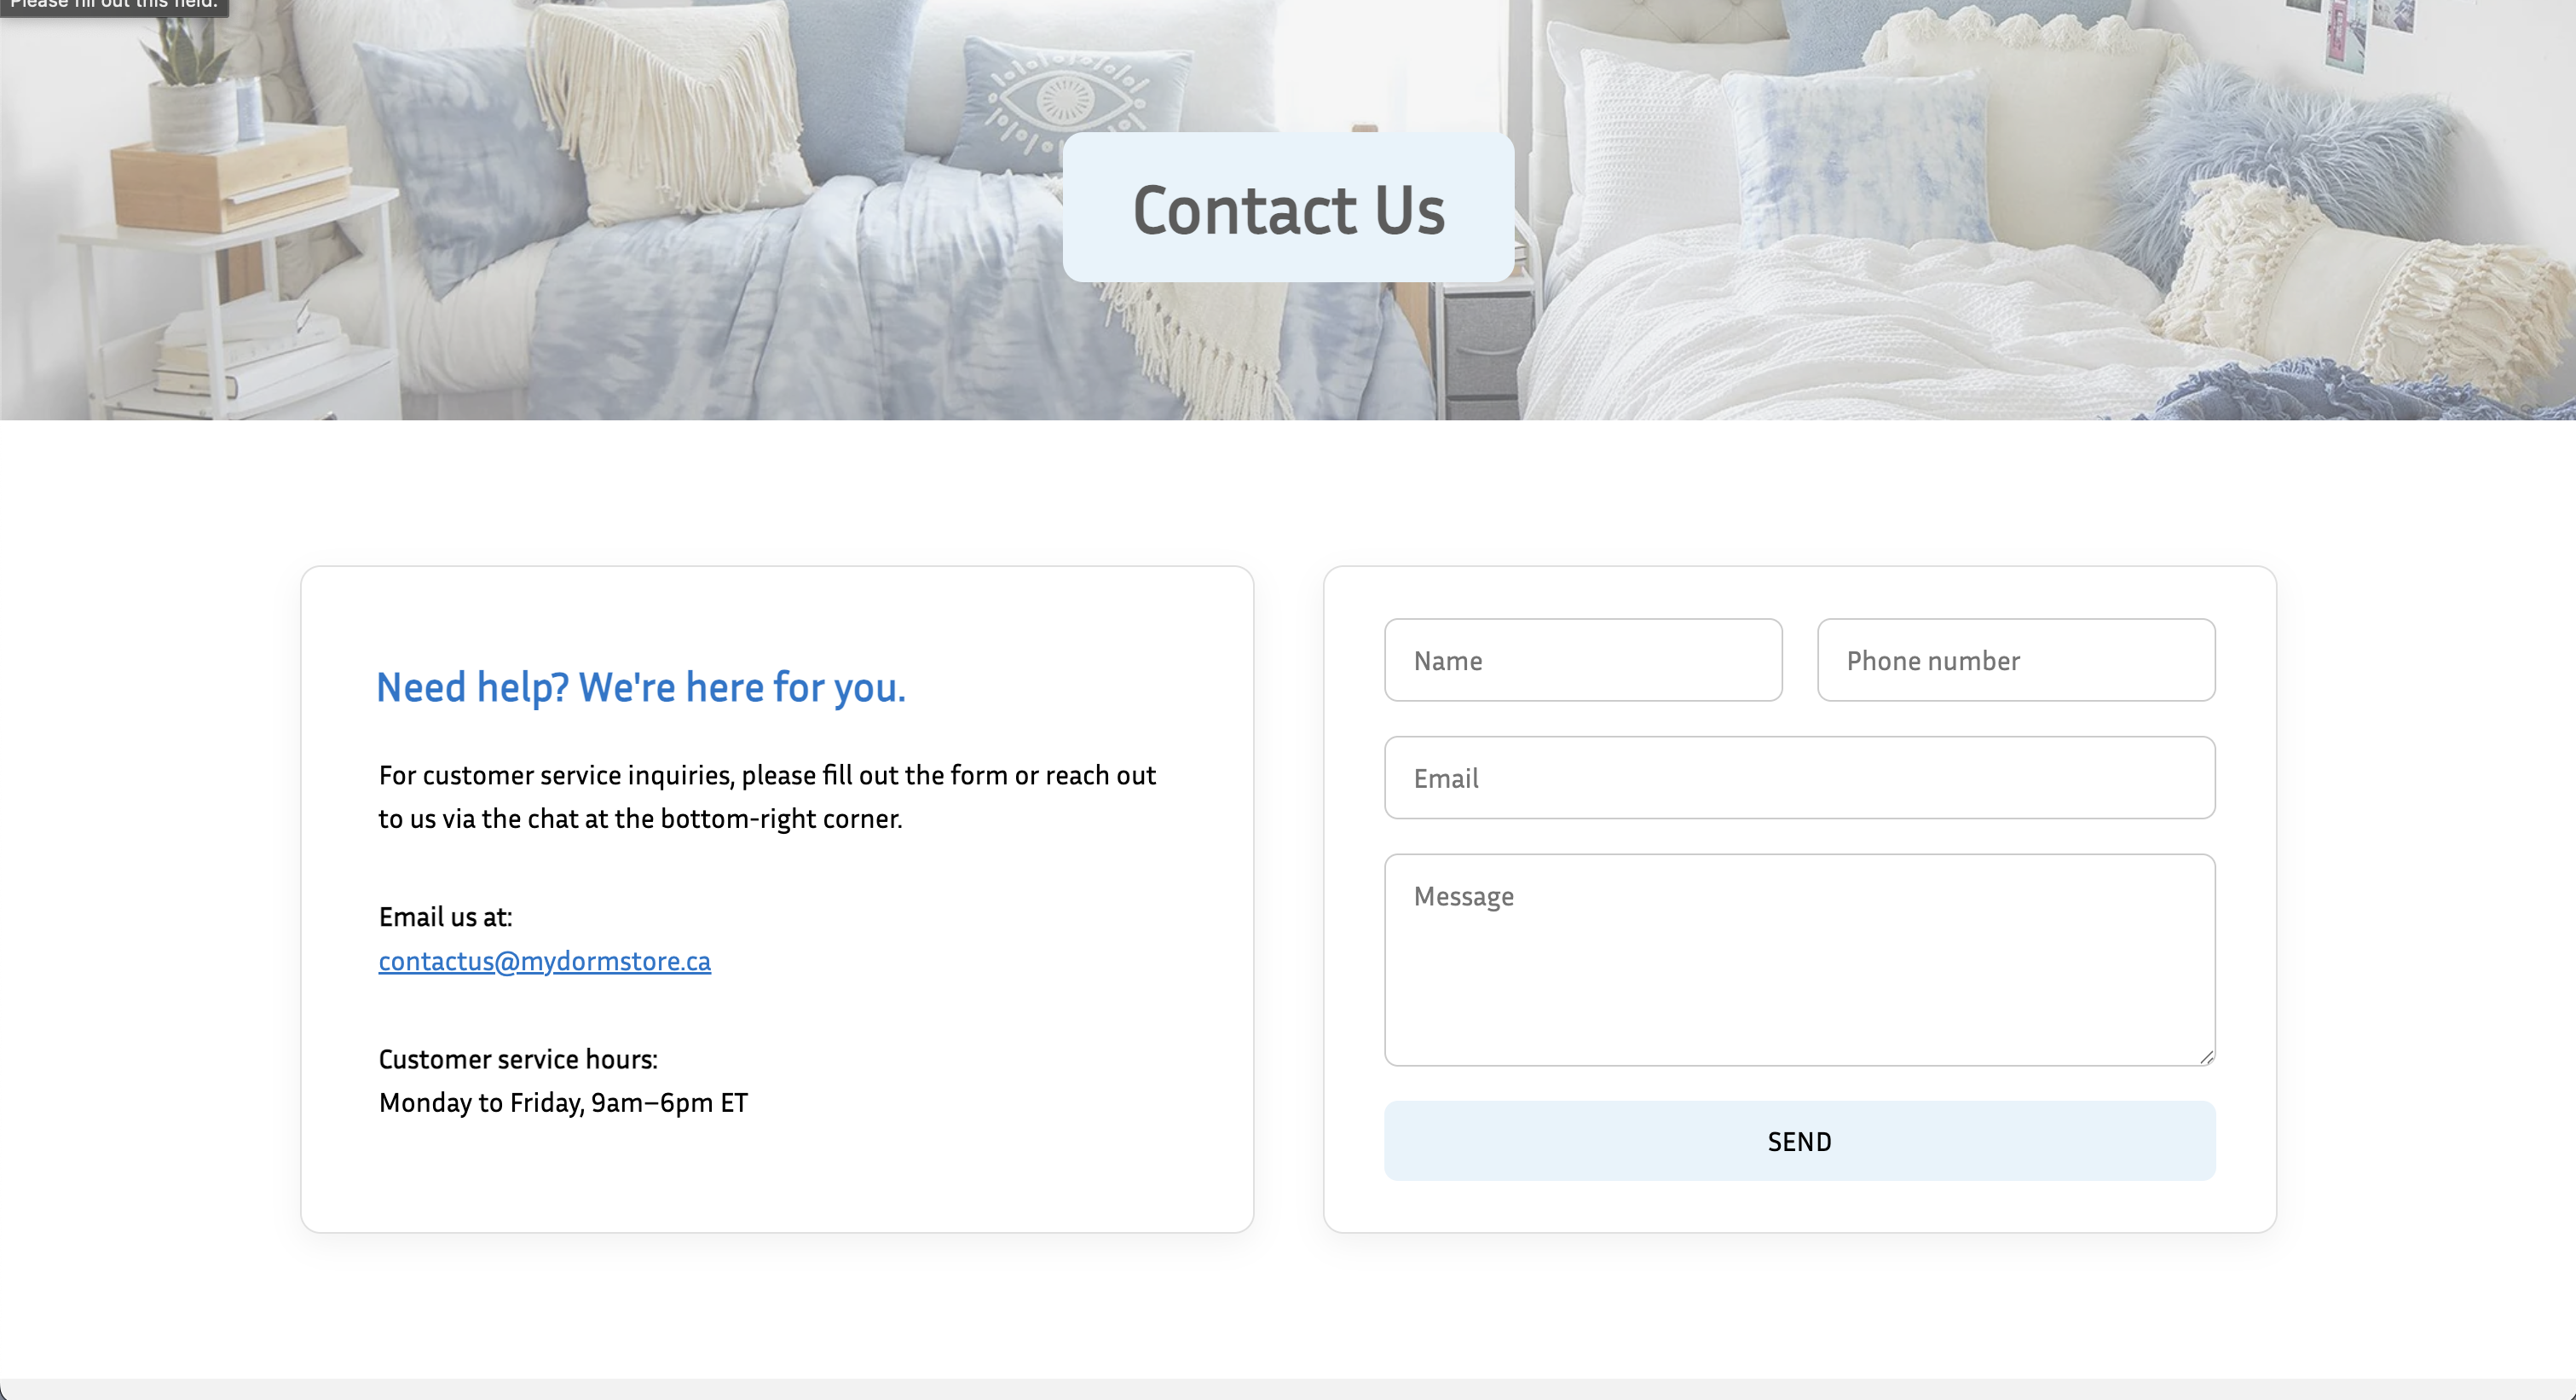 Please fill out this field.
Contact Us
Need help? We're here for you.
For customer service inquiries, please fill out the form or reach out
to us via the chat at the bottom-right corner.
Email us at:
contactus@mydormstore.ca
Customer service hours:
Monday to Friday, 9am–6pm ET
Name
Phone number
Email
Message
SEND